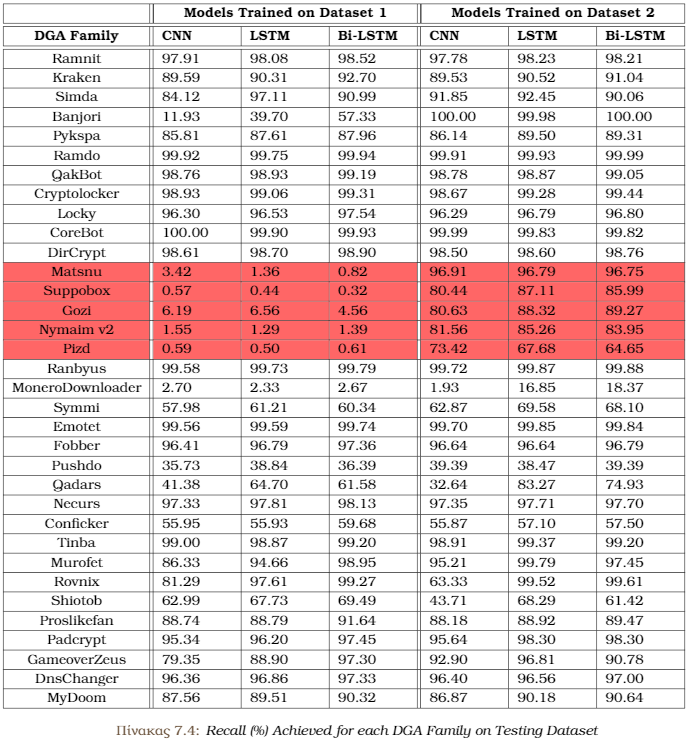 Models Trained on Dataset 1 Models Trained on Dataset 2
DGA Family CNN LSTM Bi-LSTM CNN LSTM Bi-LSTM
Ramnit 97.91 98.08 98.52 97.78 98.23 98.21
Kraken 89.59 90.31 92.70 89.53 90.52 91.04
Simda 84.12 97.11 90.99 91.85 92.45 90.06
Banjori 11.93 39.70 57.33 100.00 99.98 100.00
Pykspa 85.81 87.61 87.96 86.14 89.50 89.31
Ramdo 99.92 99.75 99.94 99.91 99.93 99.99
QakBot 98.76 98.93 99.19 98.78 98.87 99.05
Cryptolocker 98.93 99.06 99.31 98.67 99.28 99.44
Locky 96.30 96.53 97.54 96.29 96.79 96.80
CoreBot 100.00 99.90 99.93 99.99 99.83 99.82
DirCrypt 98.61 98.70 98.90 98.50 98.60 98.76
Matsnu 3.42 1.36 0.82 96.91 96.79 96.75
Suppobox 0.57 0.44 0.32 80.44 87.11 85.99
Gozi 6.19 6.56 4.56 80.63 88.32 89.27
Nymaim v2 1.55 1.29 1.39 81.56 85.26 83.95
Pizd 0.59 0.50 0.61 73.42 67.68 64.65
Ranbyus 99.58 99.73 99.79 99.72 99.87 99.88
MoneroDownloader 2.70 2.33 2.67 1.93 16.85 18.37
Symmi 57.98 61.21 60.34 62.87 69.58 68.10
Emotet 99.56 99.59 99.74 99.70 99.85 99.84
Fobber 96.41 96.79 97.36 96.64 96.64 96.79
Pushdo 35.73 38.84 36.39 39.39 38.47 39.39
Qadars 41.38 64.70 61.58 32.64 83.27 74.93
Necurs 97.33 97.81 98.13 97.35 97.71 97.70
Conficker 55.95 55.93 59.68 55.87 57.10 57.50
Tinba 99.00 98.87 99.20 98.91 99.37 99.20
Murofet 86.33 94.66 98.95 95.21 99.79 97.45
Rovnix 81.29 97.61 99.27 63.33 99.52 99.61
Shiotob 62.99 67.73 69.49 43.71 68.29 61.42
Proslikefan 88.74 88.79 91.64 88.18 88.92 89.47
Padcrypt 95.34 96.20 97.45 95.64 98.30 98.30
GameoverZeus 79.35 88.90 97.30 92.90 96.81 90.78
DnsChanger 96.36 96.86 97.33 96.40 96.56 97.00
MyDoom 87.56 89.51 90.32 86.87 90.18 90.64
Πίνακας 7.4: Recall (%) Achieved for each DGA Family on Testing Dataset